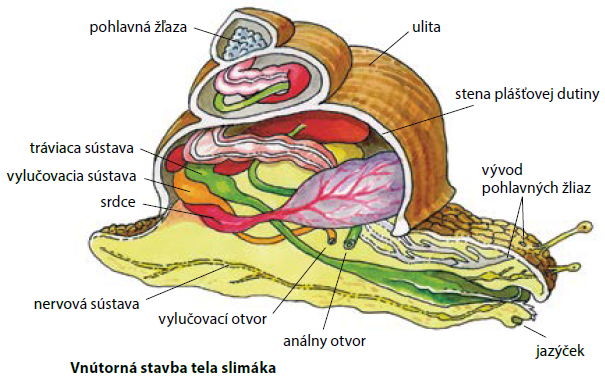 pohlavná žľaza
ulita
stena plášťovej dutiny
tráviaca sústava
vylučovacia sústava
srdce
vývod
pohlavných žliaz
nervová sústava
vylučovací otvor
análny otvor
jazýček
Vnútorná stavba tela slimáka